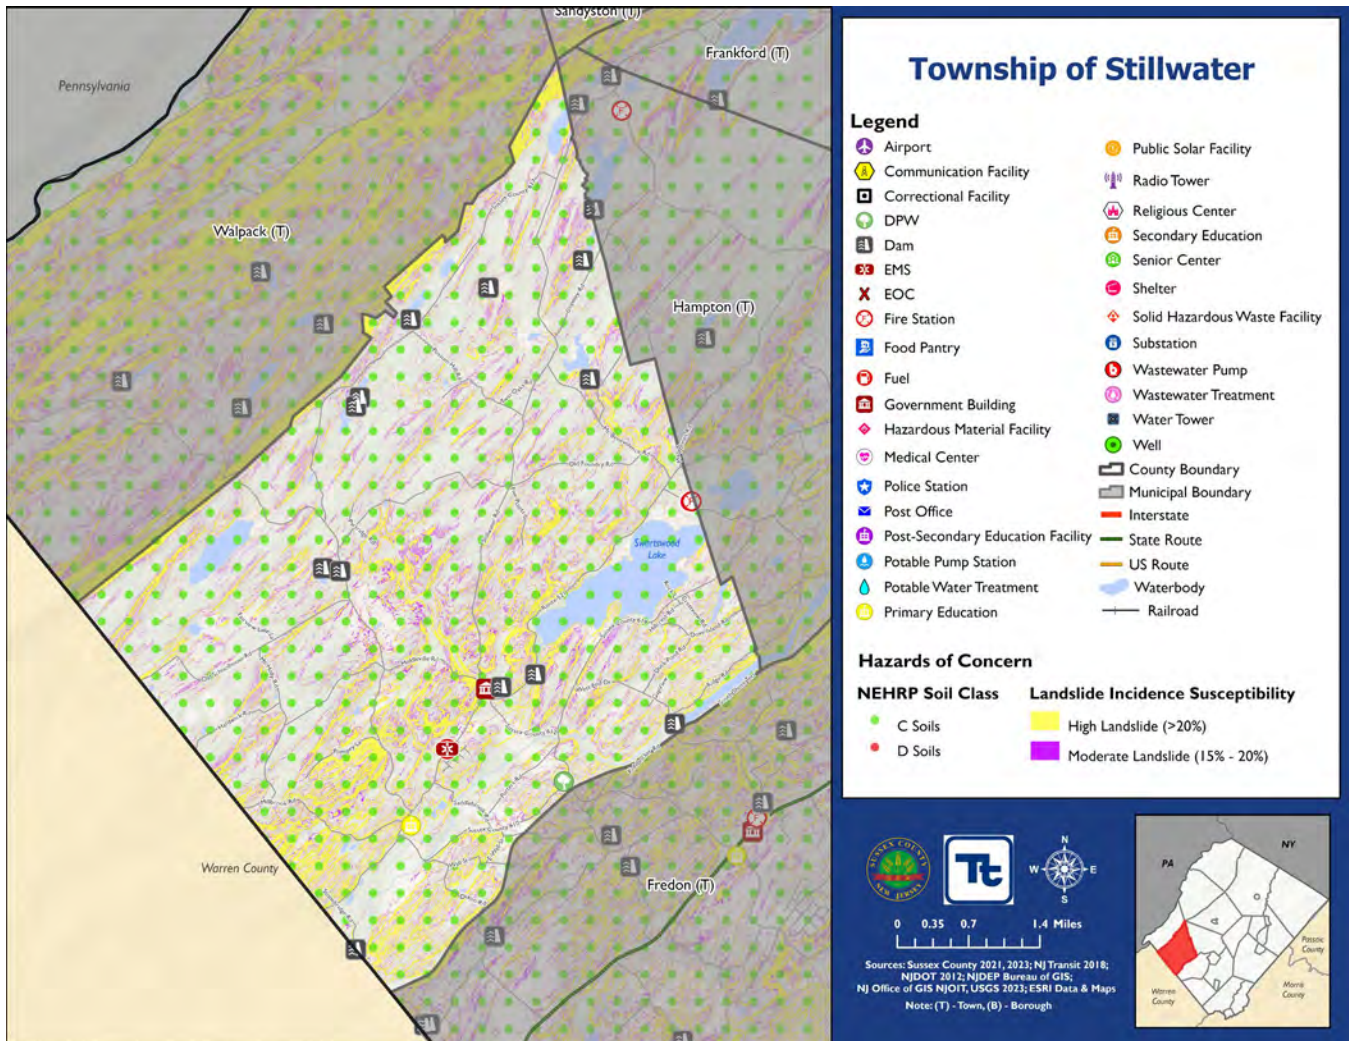 Sandyston (T)
Frankford (T)
Pennsylvania
Walpack (T)
Hampton (T)
Swartswood
Lake
Warren County
Fredon (T)
Township of Stillwater
Legend
Airport
Communication Facility
Correctional Facility
DPW
Dam
EMS
EOC
Fire Station
Food Pantry
Fuel
Government Building
Hazardous Material Facility
Medical Center
Police Station
Post Office
Post-Secondary Education Facility
Potable Pump Station
Potable Water Treatment
Primary Education
Public Solar Facility
Radio Tower
Religious Center
Secondary Education
Senior Center
Shelter
Solid Hazardous Waste Facility
Substation
Wastewater Pump
Wastewater Treatment
Water Tower
Well
County Boundary
Municipal Boundary
Interstate
State Route
US Route
Waterbody
Railroad
Hazards of Concern
NEHRP Soil Class
C Soils
D Soils
Landslide Incidence Susceptibility
High Landslide (>20%)
Moderate Landslide (15% - 20%)
SUSSEX COUNTY
NEW JERSEY
Tt
N
W E
S
0 0.35 0.7 1.4 Miles
Sources: Sussex County 2021, 2023; NJ Transit 2018;
NJDOT 2012; NJDEP Bureau of GIS;
NJ Office of GIS NJOIT, USGS 2023; ESRI Data & Maps
Note: (T) - Town, (B) - Borough
PA
NY
Passaic
County
Morris
County
Warren
County